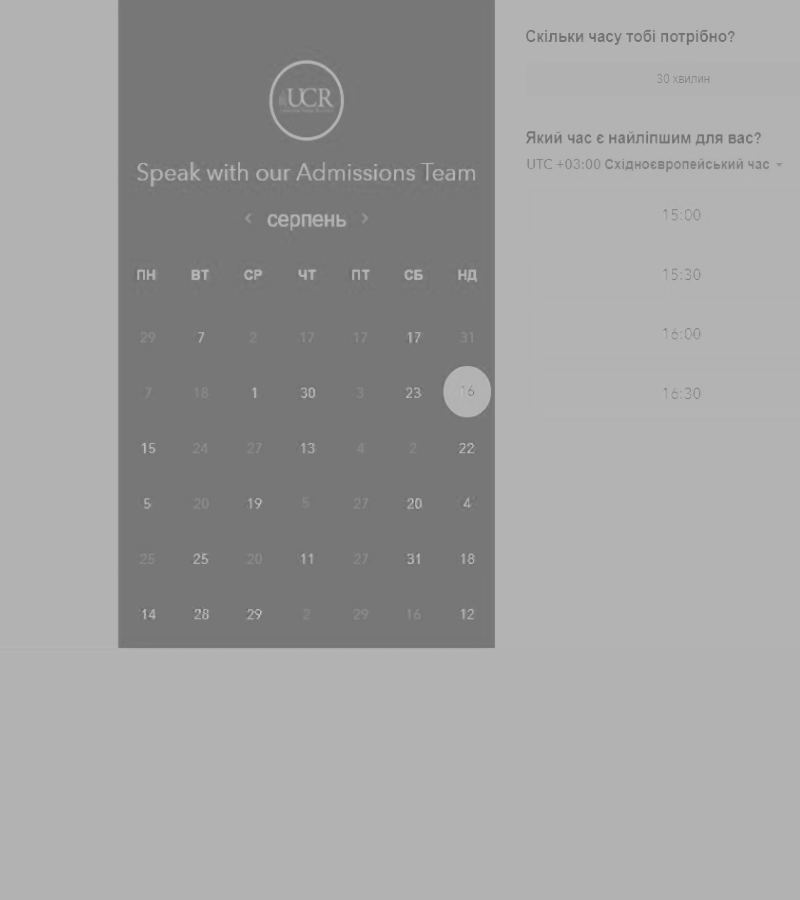 UCR
Speak with our Admissions Team
серпень
ПН ВТ СР ЧТ ПТ СБ НД
29 7 2 17 17 17 31
7 18 1 30 3 23 16
15 24 27 13 4 2 22
5 20 19 5 27 20 4
25 25 20 11 27 31 18
14 28 29 2 29 16 12
Скільки часу тобі потрібно?
30 хвилин
Який час є найліпшим для вас?
UTC +03:00 Східноєвропейський час
15:00
15:30
16:00
16:30